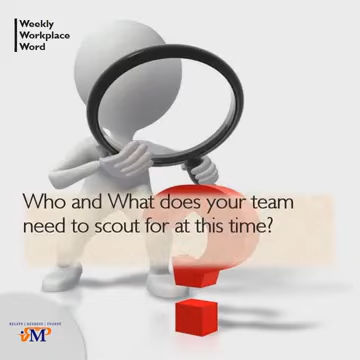 Weekly
Workplace
Word
Who and What does your team
need to scout for at this time?